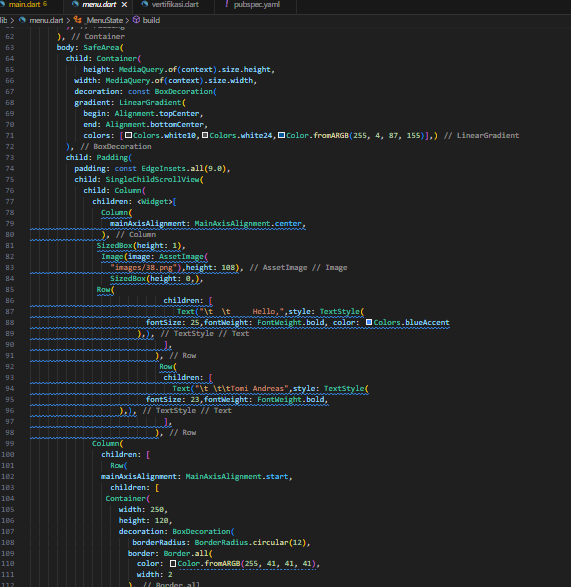 main.dart 6 menu.dart vertifikasi.dart ! pubspec.yaml
lib > menu.dart > _MenuState > build
62 ), // Container
63 body: SafeArea(
64 child: Container(
65 height: MediaQuery.of(context).size.height,
66 width: MediaQuery.of(context).size.width,
67 decoration: const BoxDecoration(
68 gradient: LinearGradient(
69 begin: Alignment.topCenter,
70 end: Alignment.bottomCenter,
71 colors: [Colors.white10,Colors.white24,Color.fromARGB(255, 4, 87, 155)],) // LinearGradient
72 ), // BoxDecoration
73 child: Padding(
74 padding: const EdgeInsets.all(9.0),
75 child: SingleChildScrollView(
76 child: Column(
77 children: <Widget>[
78 Column(
79 mainAxisAlignment: MainAxisAlignment.center,
80 ), // Column
81 SizedBox(height: 1),
82 Image(image: AssetImage(
83 "images/38.png"),height: 108), // AssetImage // Image
84 SizedBox(height: 0,),
85 Row(
86 children: [
87 Text("\t \t Hello,",style: TextStyle(
88 fontSize: 25,fontWeight: FontWeight.bold, color: Colors.blueAccent
89 ),), // TextStyle // Text
90 ],
91 ), // Row
92 Row(
93 children: [
94 Text("\t \t\tTomi Andreas",style: TextStyle(
95 fontSize: 23,fontWeight: FontWeight.bold,
96 ),), // TextStyle // Text
97 ],
98 ), // Row
99 Column(
100 children: [
101 Row(
102 mainAxisAlignment: MainAxisAlignment.start,
103 children: [
104 Container(
105 width: 250,
106 height: 120,
107 decoration: BoxDecoration(
108 borderRadius: BorderRadius.circular(12),
109 border: Border.all(
110 color: Color.fromARGB(255, 41, 41, 41),
111 width: 2
112 ), // Border.all